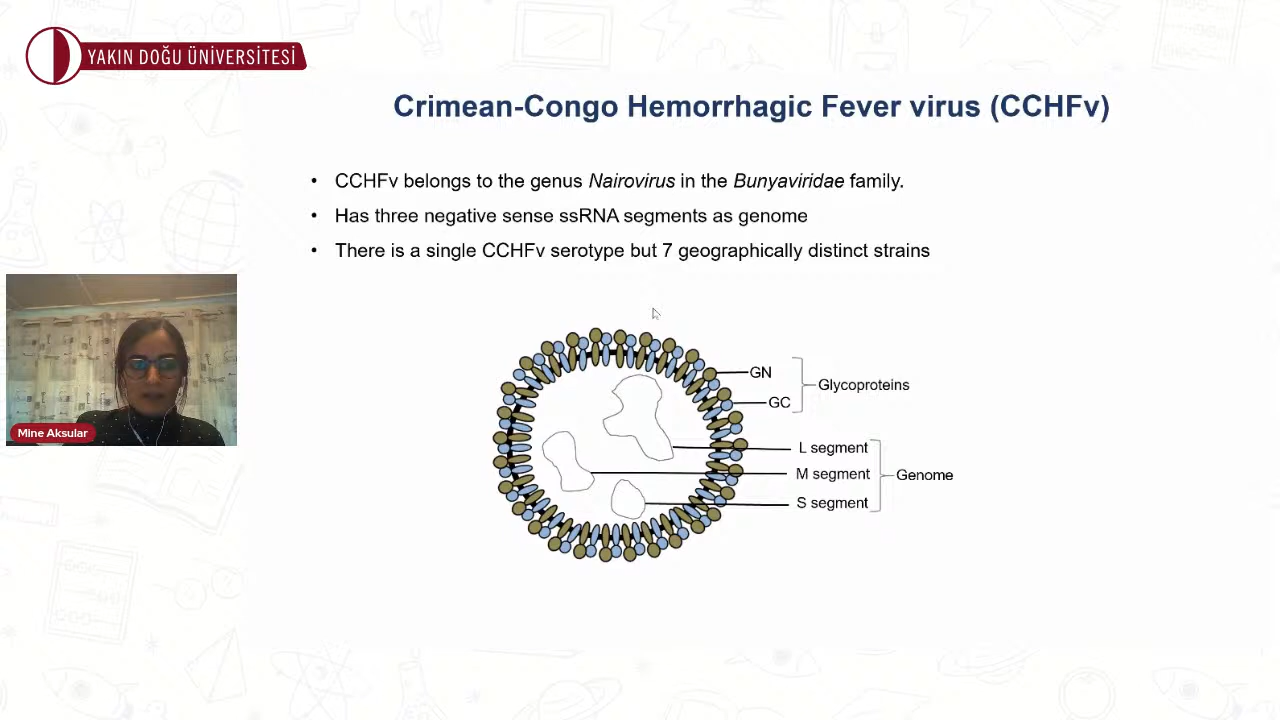 YAKIN DOĞU ÜNİVERSİTESİ
Crimean-Congo Hemorrhagic Fever virus (CCHFv)
• CCHFv belongs to the genus Nairovirus in the Bunyaviridae family.
• Has three negative sense ssRNA segments as genome
• There is a single CCHFv serotype but 7 geographically distinct strains
GN
GC
Glycoproteins
L segment
M segment
S segment
Genome
Mine Aksular